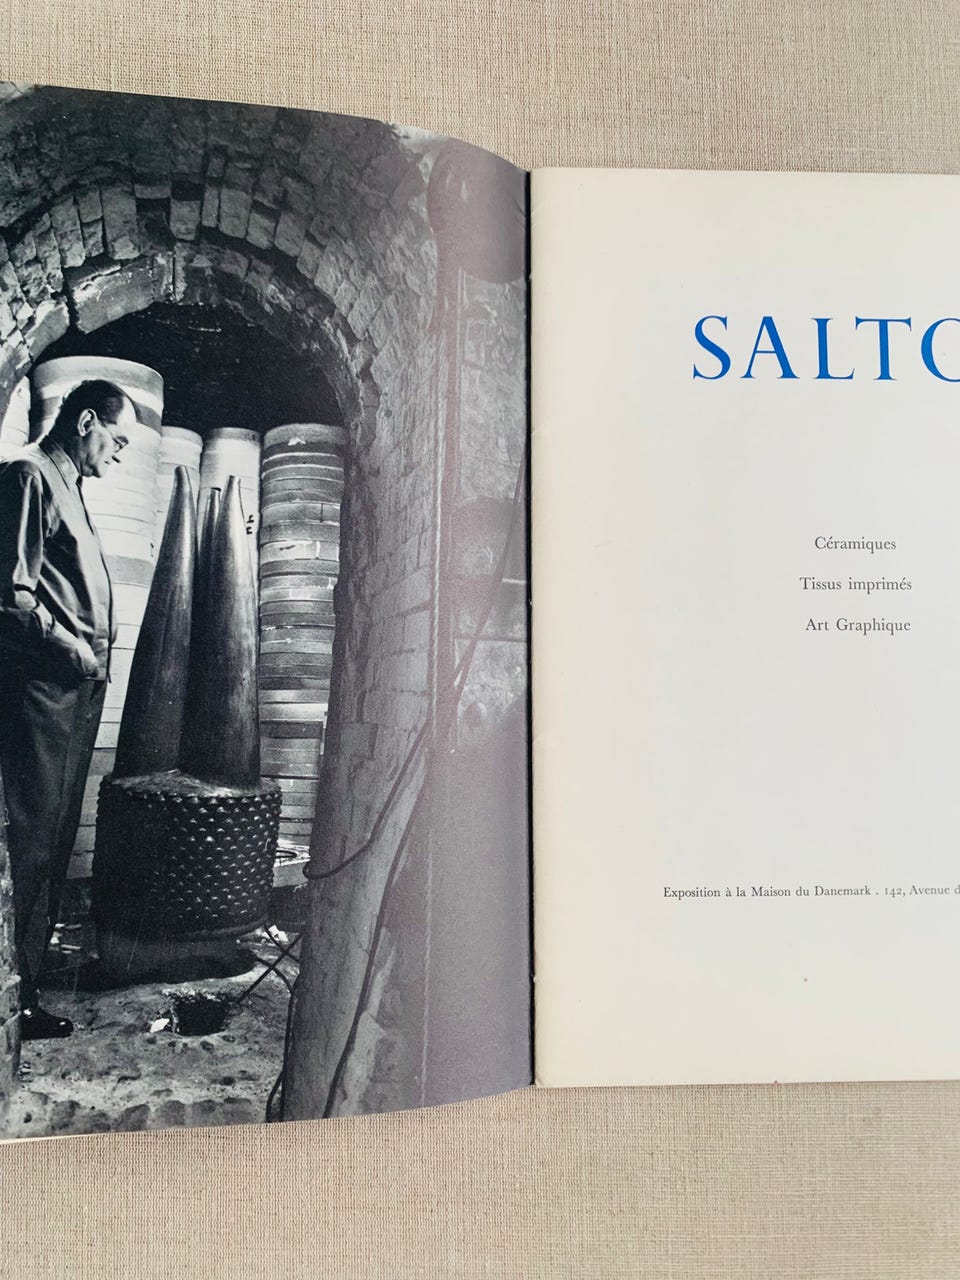 SALTO
Céramiques
Tissus imprimés
Art Graphique
Exposition à la Maison du Danemark . 142, Avenue d